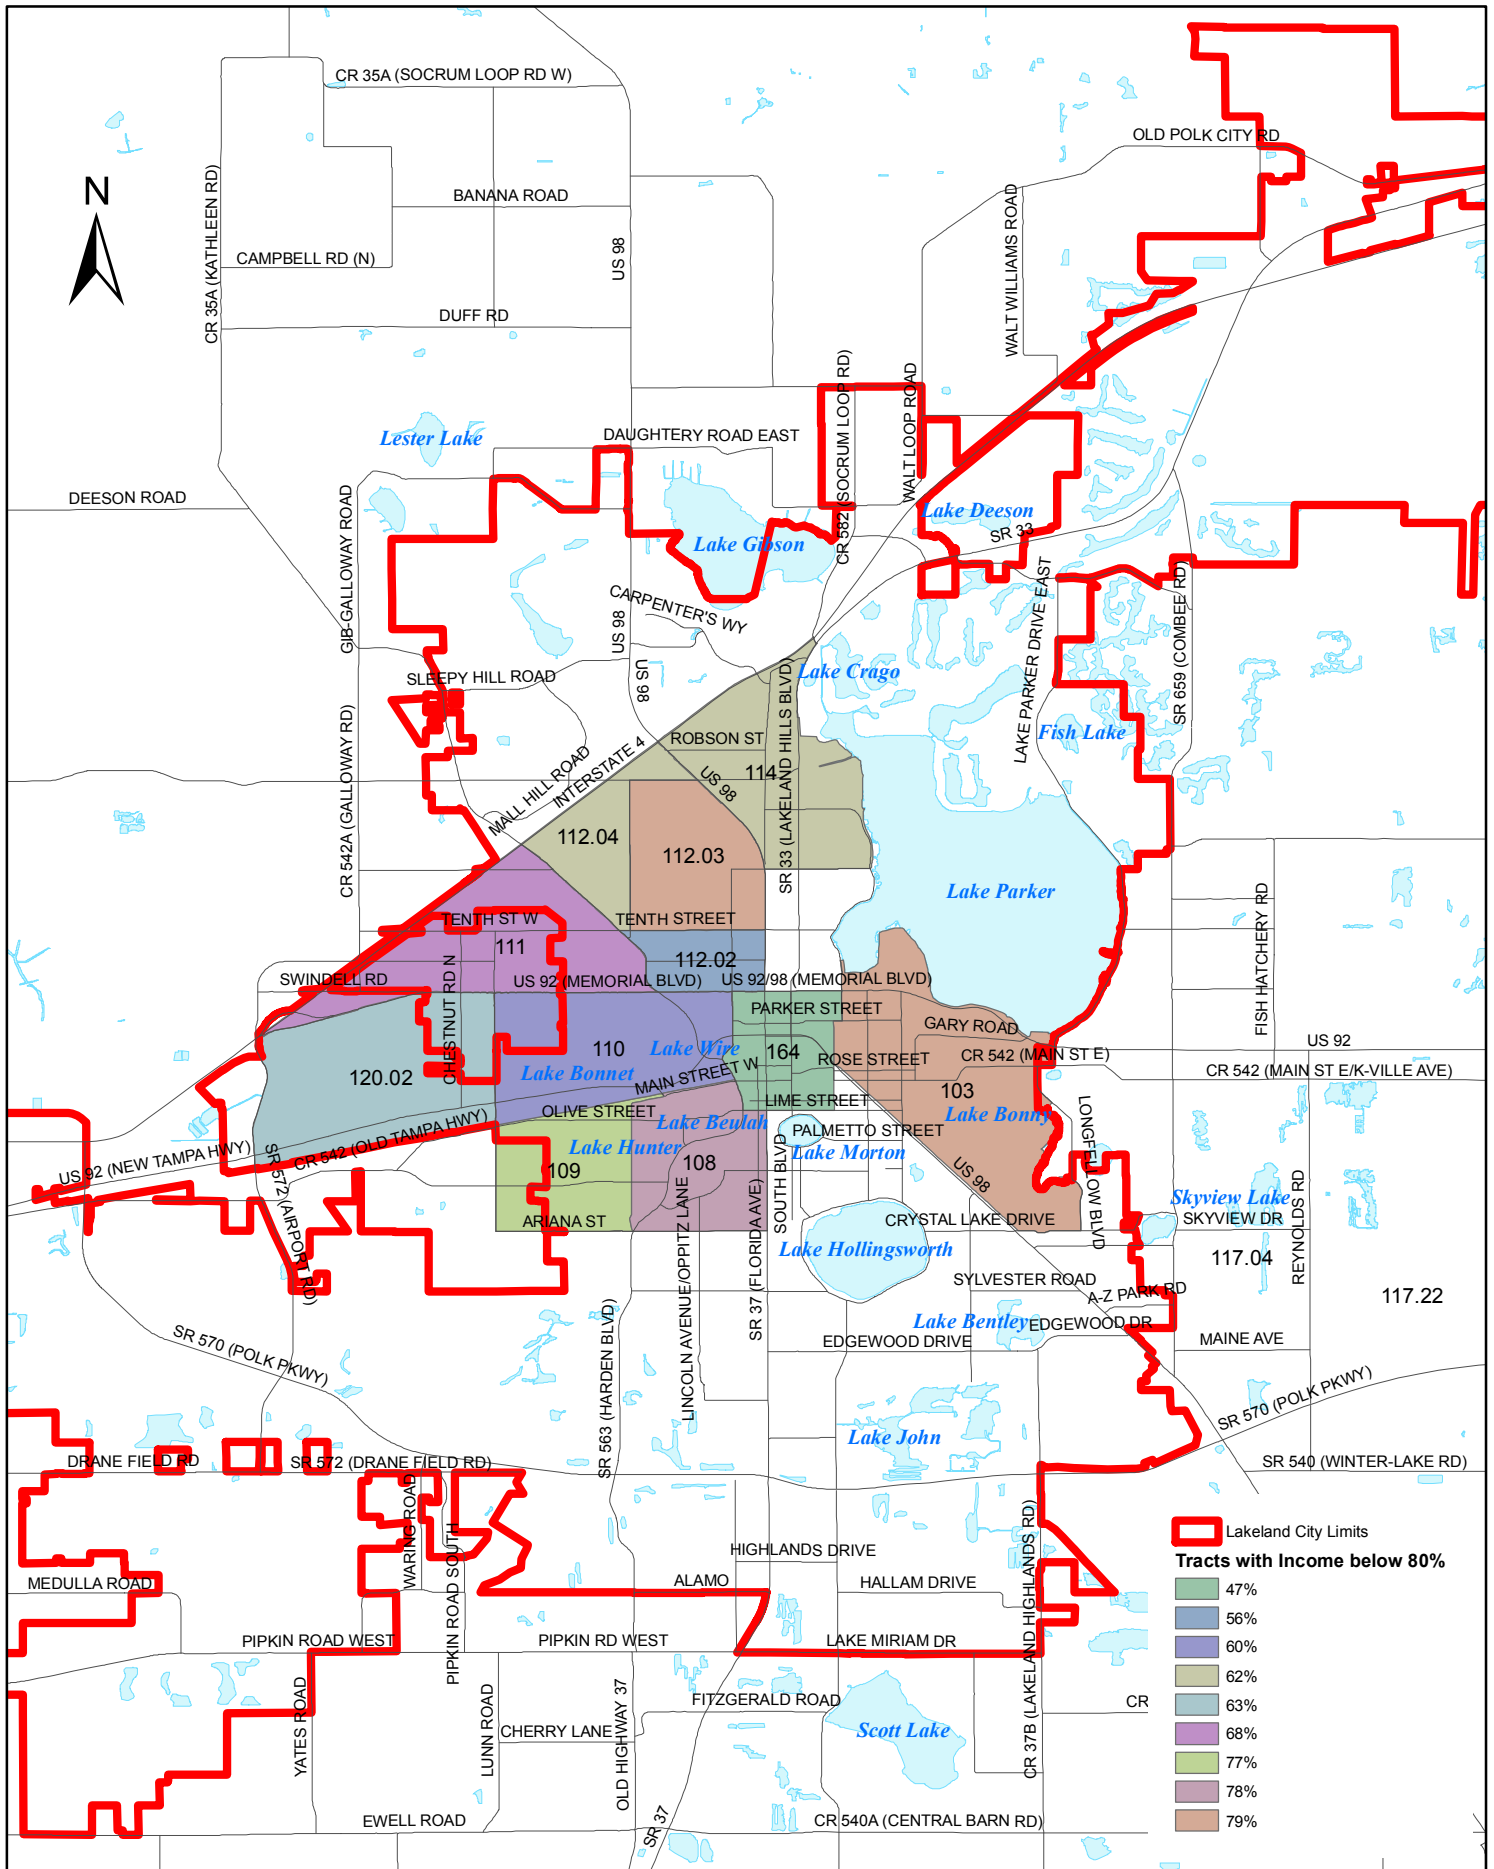 CR 35A (SOCRUM LOOP RD W)
OLD POLK CITY RD
N
CR 35A (KATHLEEN RD)
BANANA ROAD
WALT WILLIAMS ROAD
US 98
CAMPBELL RD (N)
DUFF RD
CR 582 (SOCRUM LOOP RD)
WALT LOOP ROAD
Lester Lake
DAUGHTERY ROAD EAST
DEESON ROAD
GIB-GALLOWAY ROAD
Lake Deeson
SR 33
Lake Gibson
CARPENTER'S WY
US 98
LAKE PARKER DRIVE EAST
SR 659 (COMBEE RD)
SLEEPY HILL ROAD
US 98
Lake Crago
SR 33 (LAKELAND HILLS BLVD)
CR 542A (GALLOWAY RD)
Fish Lake
ROBSON ST
MALL HILL ROAD
INTERSTATE 4
US 98
114
112.04
112.03
Lake Parker
TENTH ST W
TENTH STREET
111
FISH HATCHERY RD
112.02
SWINDELL RD
CHESTNUT RD N
US 92 (MEMORIAL BLVD)
US 92/98 (MEMORIAL BLVD)
PARKER STREET
GARY ROAD
US 92
110
Lake Wire
164
ROSE STREET
CR 542 (MAIN ST E)
120.02
Lake Bonnet
MAIN STREET W
CR 542 (MAIN ST E/K-VILLE AVE)
103
LIME STREET
OLIVE STREET
Lake Bonny
LONGFELLOW BLVD
Lake Beulah
PALMETTO STREET
CR 542 (OLD TAMPA HWY)
US 92 (NEW TAMPA HWY)
Lake Hunter
Lake Morton
109
108
SOUTH BLVD
US 98
SR 572 (AIRPORT RD)
Skyview Lake
ARIANA ST
CRYSTAL LAKE DRIVE
SKYVIEW DR
REYNOLDS RD
LINCOLN AVENUE/OPPITZ LANE
SR 37 (FLORIDA AVE)
Lake Hollingsworth
117.04
SYLVESTER ROAD
A-Z PARK RD
117.22
SR 563 (HARDEN BLVD)
Lake Bentley
EDGEWOOD DR
EDGEWOOD DRIVE
MAINE AVE
SR 570 (POLK PKWY)
SR 570 (POLK PKWY)
Lake John
DRANE FIELD RD
SR 572 (DRANE FIELD RD)
SR 540 (WINTER-LAKE RD)
WARING ROAD
PIPKIN ROAD SOUTH
CR 37B (LAKELAND HIGHLANDS RD)
Lakeland City Limits
HIGHLANDS DRIVE
Tracts with Income below 80%
MEDULLA ROAD
ALAMO
HALLAM DRIVE
47%
56%
PIPKIN ROAD WEST
PIPKIN RD WEST
LAKE MIRIAM DR
60%
62%
YATES ROAD
LUNN ROAD
OLD HIGHWAY 37
FITZGERALD ROAD
CR
63%
CHERRY LANE
Scott Lake
68%
77%
78%
EWELL ROAD
SR 37
CR 540A (CENTRAL BARN RD)
79%